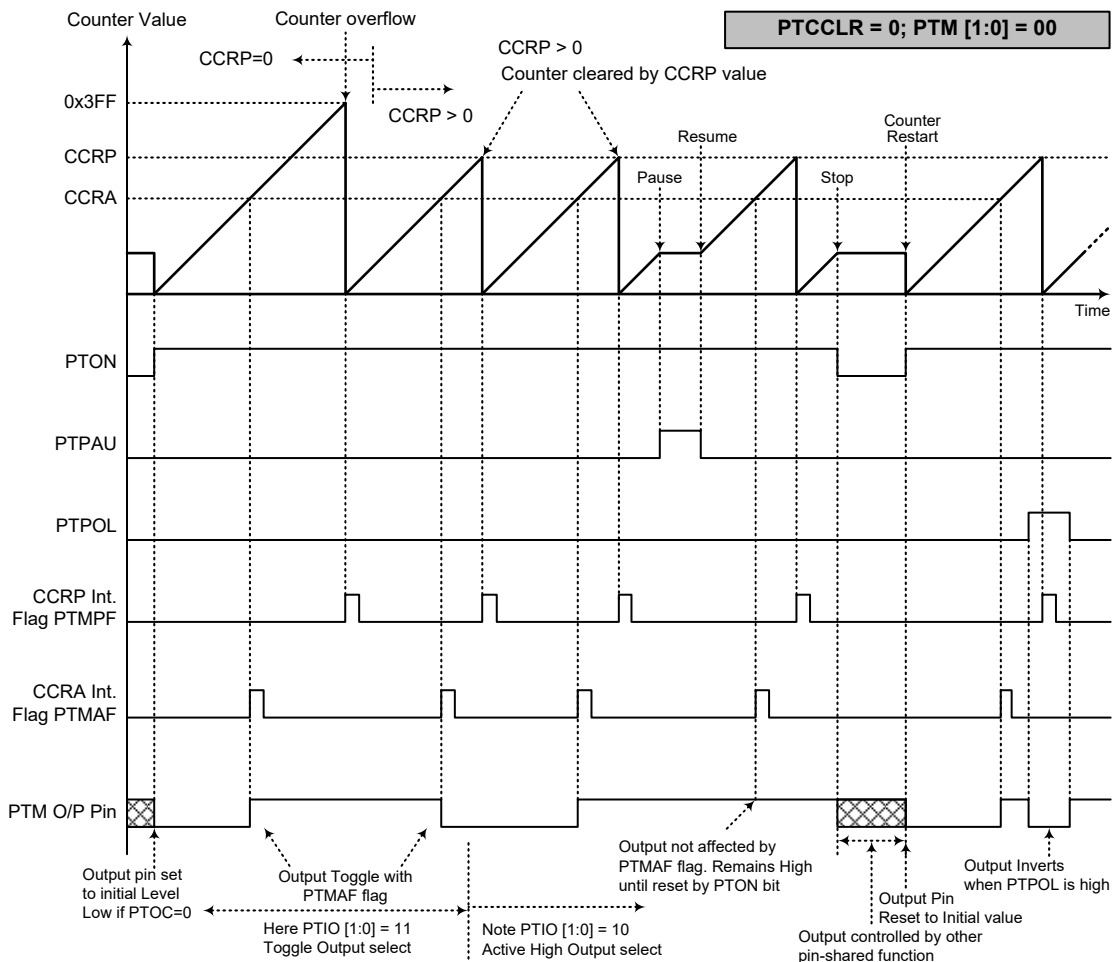 Counter Value
Counter overflow
PTCCLR = 0; PTM [1:0] = 00
CCRP=0
CCRP > 0
CCRP > 0
Counter cleared by CCRP value
0x3FF
CCRP
CCRA
Pause
Resume
Stop
Counter
Restart
Time
PTON
PTPAU
PTPOL
CCRP Int.
Flag PTMPF
CCRA Int.
Flag PTMAF
PTM O/P Pin
Output pin set
to initial Level
Low if PTOC=0
Output Toggle with
PTMAF flag
Here PTIO [1:0] = 11
Toggle Output select
Note PTIO [1:0] = 10
Active High Output select
Output not affected by
PTMAF flag. Remains High
until reset by PTON bit
Output Pin
Reset to Initial value
Output controlled by other
pin-shared function
Output Inverts
when PTPOL is high